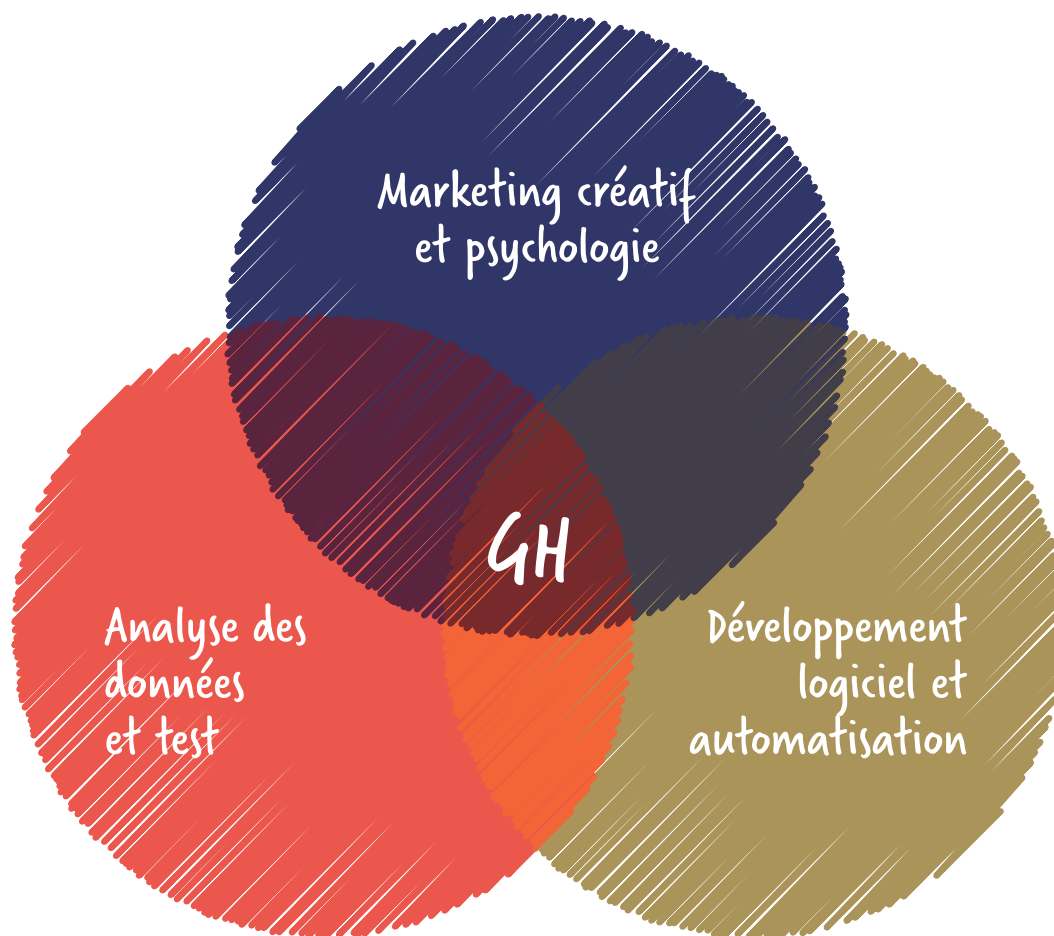 Marketing créatif
et psychologie
GH
Analyse des
données
et test
Développement
logiciel et
automatisation